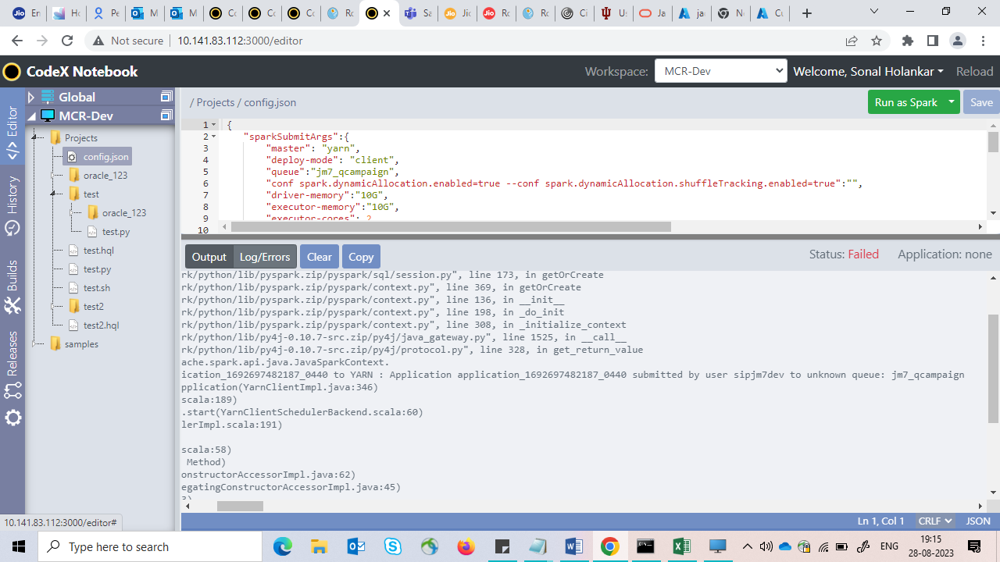 En
Ho
Pe
M
M
Co
Co
Co
Ro
Sa
Jio
Ro
Ro
Ci
Us
Ja
jac
N
Cu
Not secure 10.141.83.112:3000/editor
CodeX Notebook Workspace: MCR-Dev Welcome, Sonal Holankar Reload
Editor
History
Builds
Releases
Global
MCR-Dev
Projects
config.json
oracle_123
test
oracle_123
test.py
test.hql
test.py
test.sh
test2
test2.hql
samples
/ Projects / config.json Run as Spark Save
1 {
2 "sparkSubmitArgs":{
3 "master": "yarn",
4 "deploy-mode": "client",
5 "queue":"jm7_qcampaign",
6 "conf spark.dynamicAllocation.enabled=true --conf spark.dynamicAllocation.shuffleTracking.enabled=true":"",
7 "driver-memory":"10G",
8 "executor-memory":"10G",
9 "executor-cores": 2
10
Output Log/Errors Clear Copy Status: Failed Application: none
rk/python/lib/pyspark.zip/pyspark/sql/session.py", line 173, in getOrCreate
rk/python/lib/pyspark.zip/pyspark/context.py", line 369, in getOrCreate
rk/python/lib/pyspark.zip/pyspark/context.py", line 136, in __init__
rk/python/lib/pyspark.zip/pyspark/context.py", line 198, in _do_init
rk/python/lib/pyspark.zip/pyspark/context.py", line 308, in _initialize_context
rk/python/lib/py4j-0.10.7-src.zip/py4j/java_gateway.py", line 1525, in __call__
rk/python/lib/py4j-0.10.7-src.zip/py4j/protocol.py", line 328, in get_return_value
ache.spark.api.java.JavaSparkContext.
ication_1692697482187_0440 to YARN : Application application_1692697482187_0440 submitted by user sipjm7dev to unknown queue: jm7_qcampaign
pplication(YarnClientImpl.java:346)
scala:189)
.start(YarnClientSchedulerBackend.scala:60)
lerImpl.scala:191)
scala:58)
Method)
onstructorAccessorImpl.java:62)
egatingConstructorAccessorImpl.java:45)
3)
10.141.83.112:3000/editor#
Ln 1, Col 1 CRLF JSON
Type here to search
ENG
19:15
28-08-2023